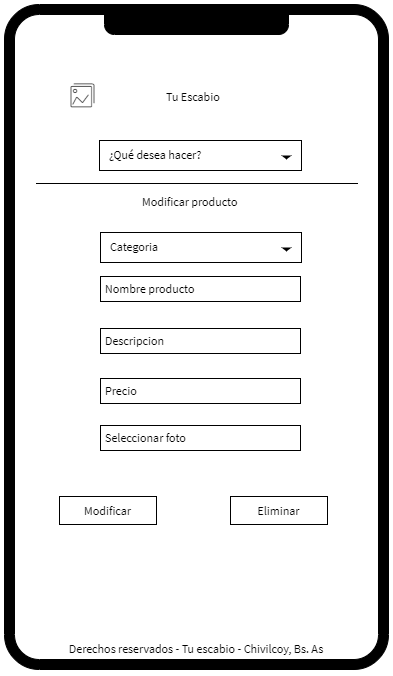 Tu Escabio
¿Qué desea hacer?
Modificar producto
Categoria
Nombre producto
Descripcion
Precio
Seleccionar foto
Modificar
Eliminar
Derechos reservados - Tu escabio - Chivilcoy, Bs. As